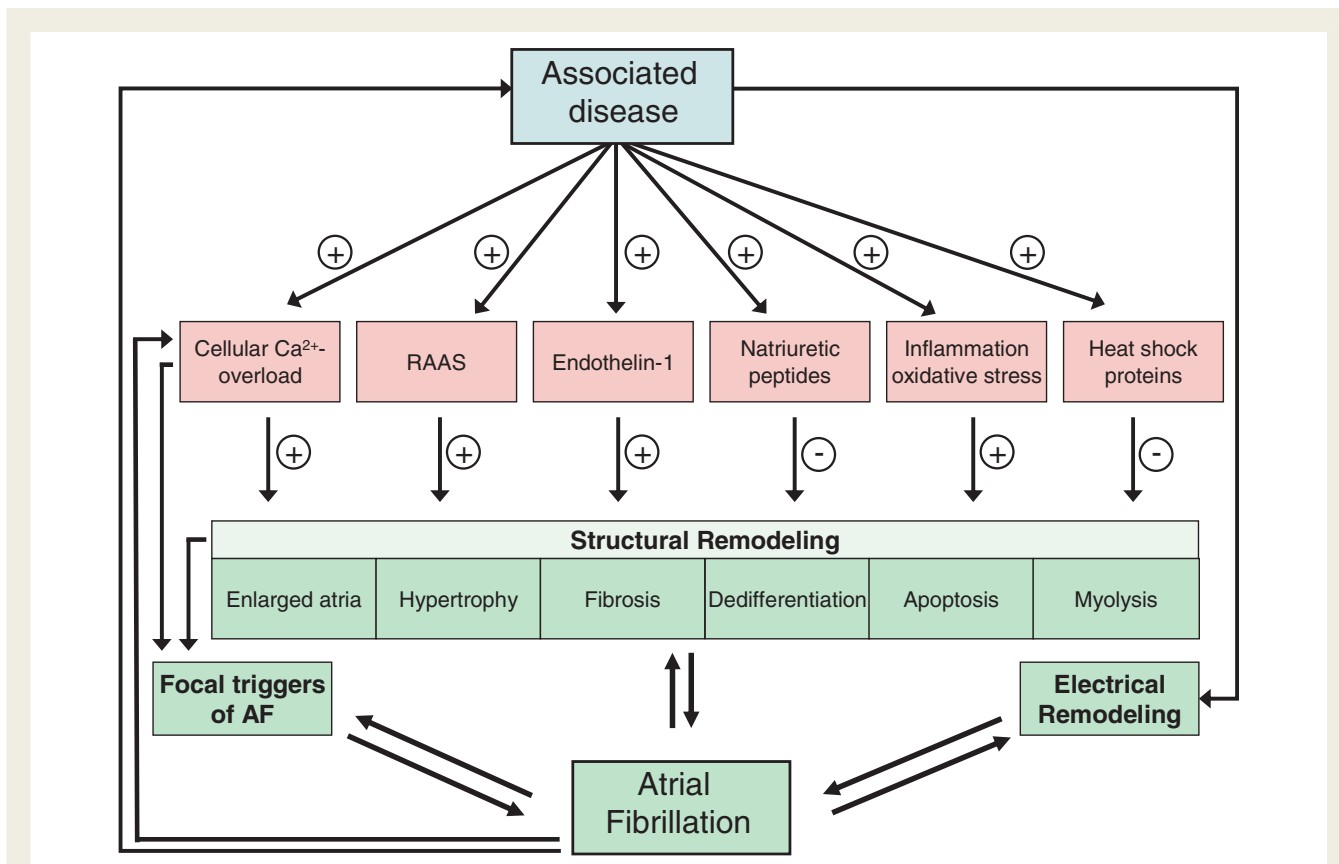 Associated
disease
+ + + + + +
Cellular Ca²⁺-
overload
RAAS
Endothelin-1
Natriuretic
peptides
Inflammation
oxidative stress
Heat shock
proteins
+ + + - + -
Structural Remodeling
Enlarged atria
Hypertrophy
Fibrosis
Dedifferentiation
Apoptosis
Myolysis
Focal triggers
of AF
Electrical
Remodeling
Atrial
Fibrillation